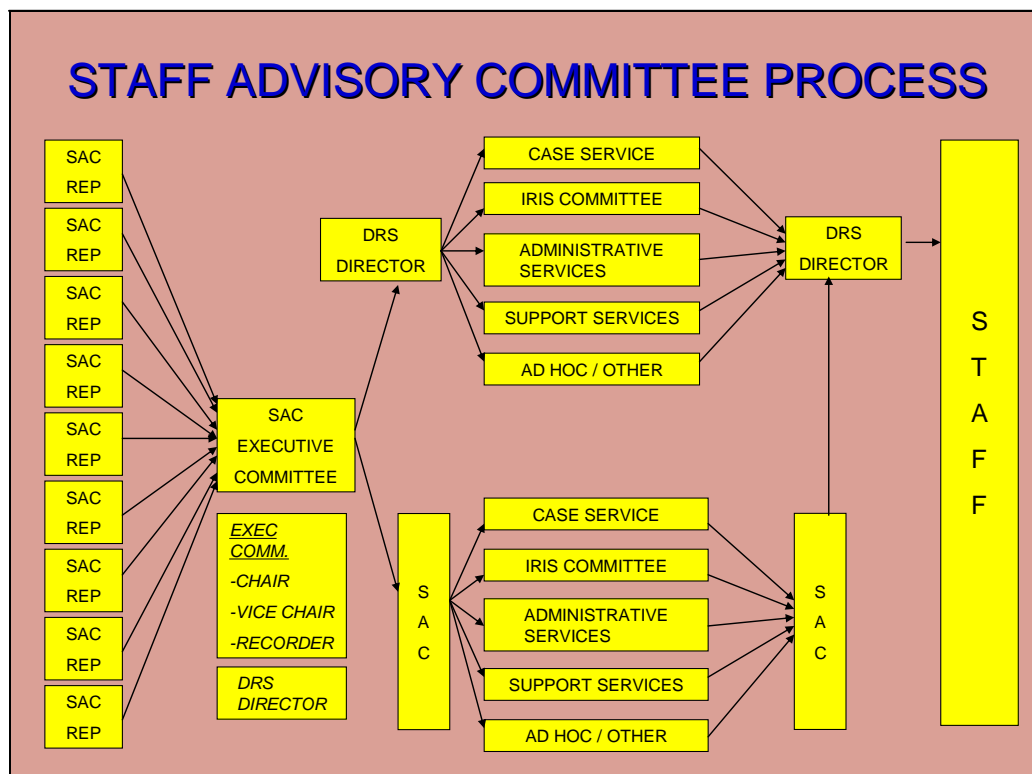 STAFF ADVISORY COMMITTEE PROCESS
SAC
REP
SAC
REP
SAC
REP
SAC
REP
SAC
REP
SAC
REP
SAC
REP
SAC
REP
SAC
REP
SAC
EXECUTIVE
COMMITTEE
EXEC
COMM.
-CHAIR
-VICE CHAIR
-RECORDER
DRS
DIRECTOR
DRS
DIRECTOR
CASE SERVICE
IRIS COMMITTEE
ADMINISTRATIVE
SERVICES
SUPPORT SERVICES
AD HOC / OTHER
DRS
DIRECTOR
S
A
C
CASE SERVICE
IRIS COMMITTEE
ADMINISTRATIVE
SERVICES
SUPPORT SERVICES
AD HOC / OTHER
S
A
C
S
T
A
F
F